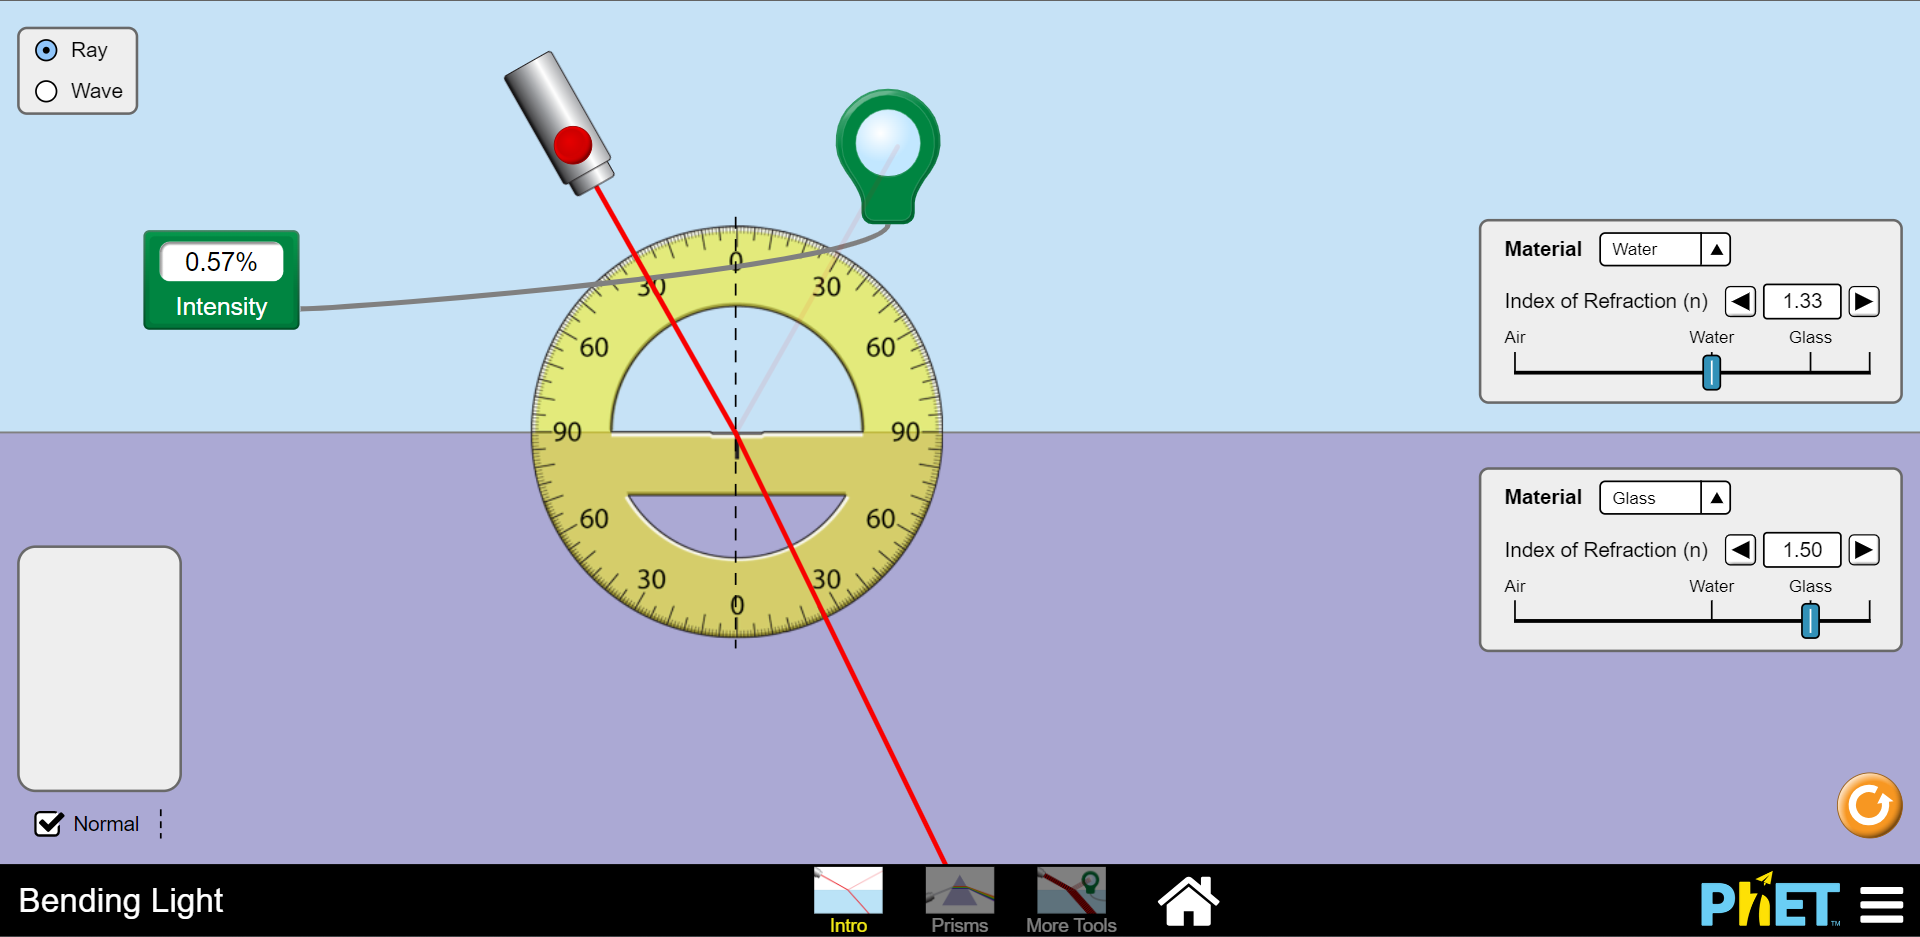 Ray
Wave
0.57%
Intensity
0
30
30
60
60
90
90
60
60
30
30
0
Material
Water
Index of Refraction (n)
1.33
Air
Water
Glass
Material
Glass
Index of Refraction (n)
1.50
Air
Water
Glass
Normal
Bending Light
Intro
Prisms
More Tools
PhET™